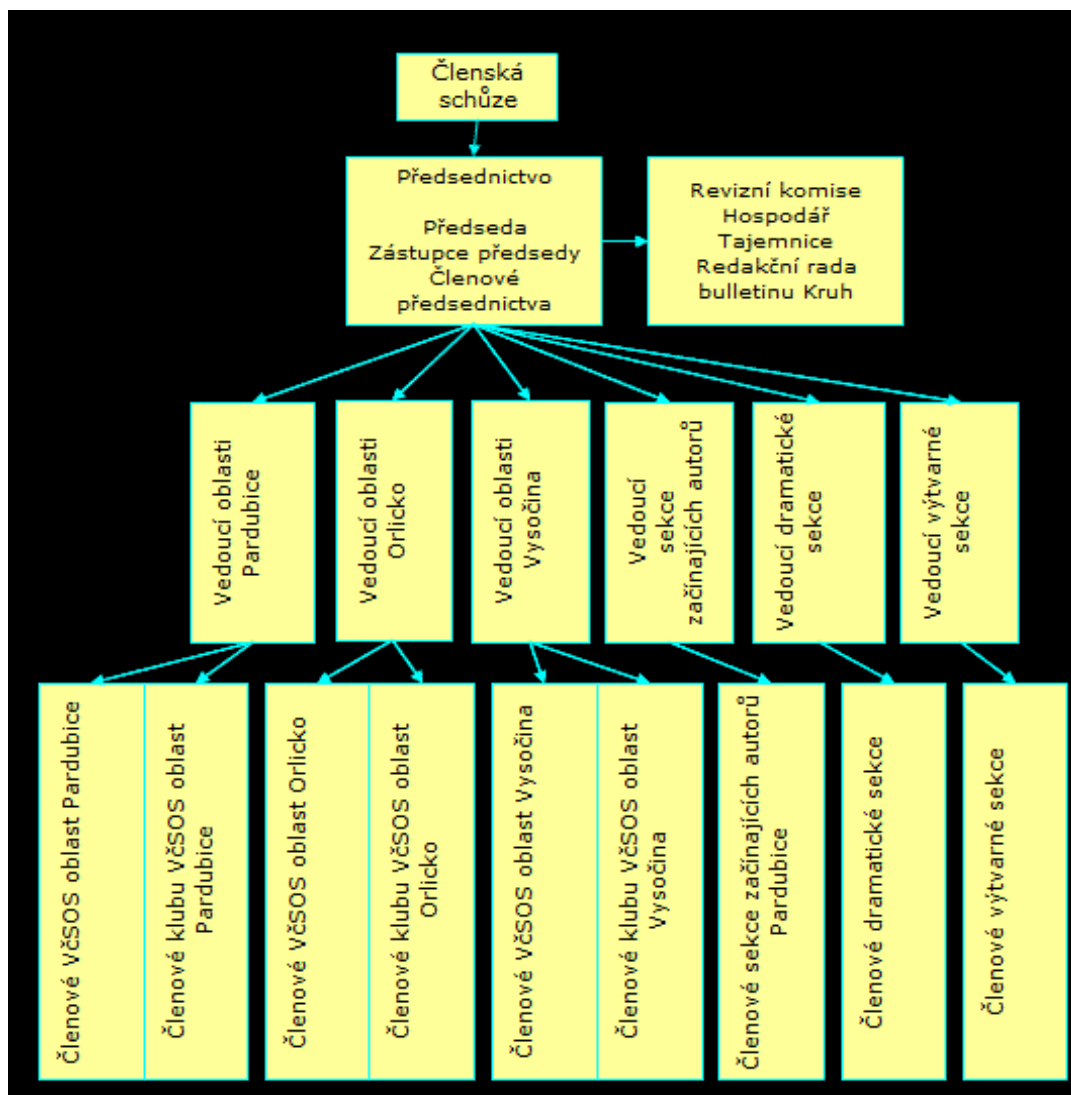 Členská
schůze
Předsednictvo
Předseda
Zástupce předsedy
Členové
předsednictva
Revizní komise
Hospodář
Tajemnice
Redakční rada
bulletinu Kruh
Vedoucí oblasti
Pardubice
Vedoucí oblasti
Orlicko
Vedoucí oblasti
Vysočina
Vedoucí
sekce
začínajících autorů
Vedoucí dramatické
sekce
Vedoucí výtvarné
sekce
Členové VčSOS oblast Pardubice
Členové klubu VčSOS oblast
Pardubice
Členové VčSOS oblast Orlicko
Členové klubu VčSOS oblast
Orlicko
Členové VčSOS oblast Vysočina
Členové klubu VčSOS oblast
Vysočina
Členové sekce začínajících autorů
Pardubice
Členové dramatické sekce
Členové výtvarné sekce